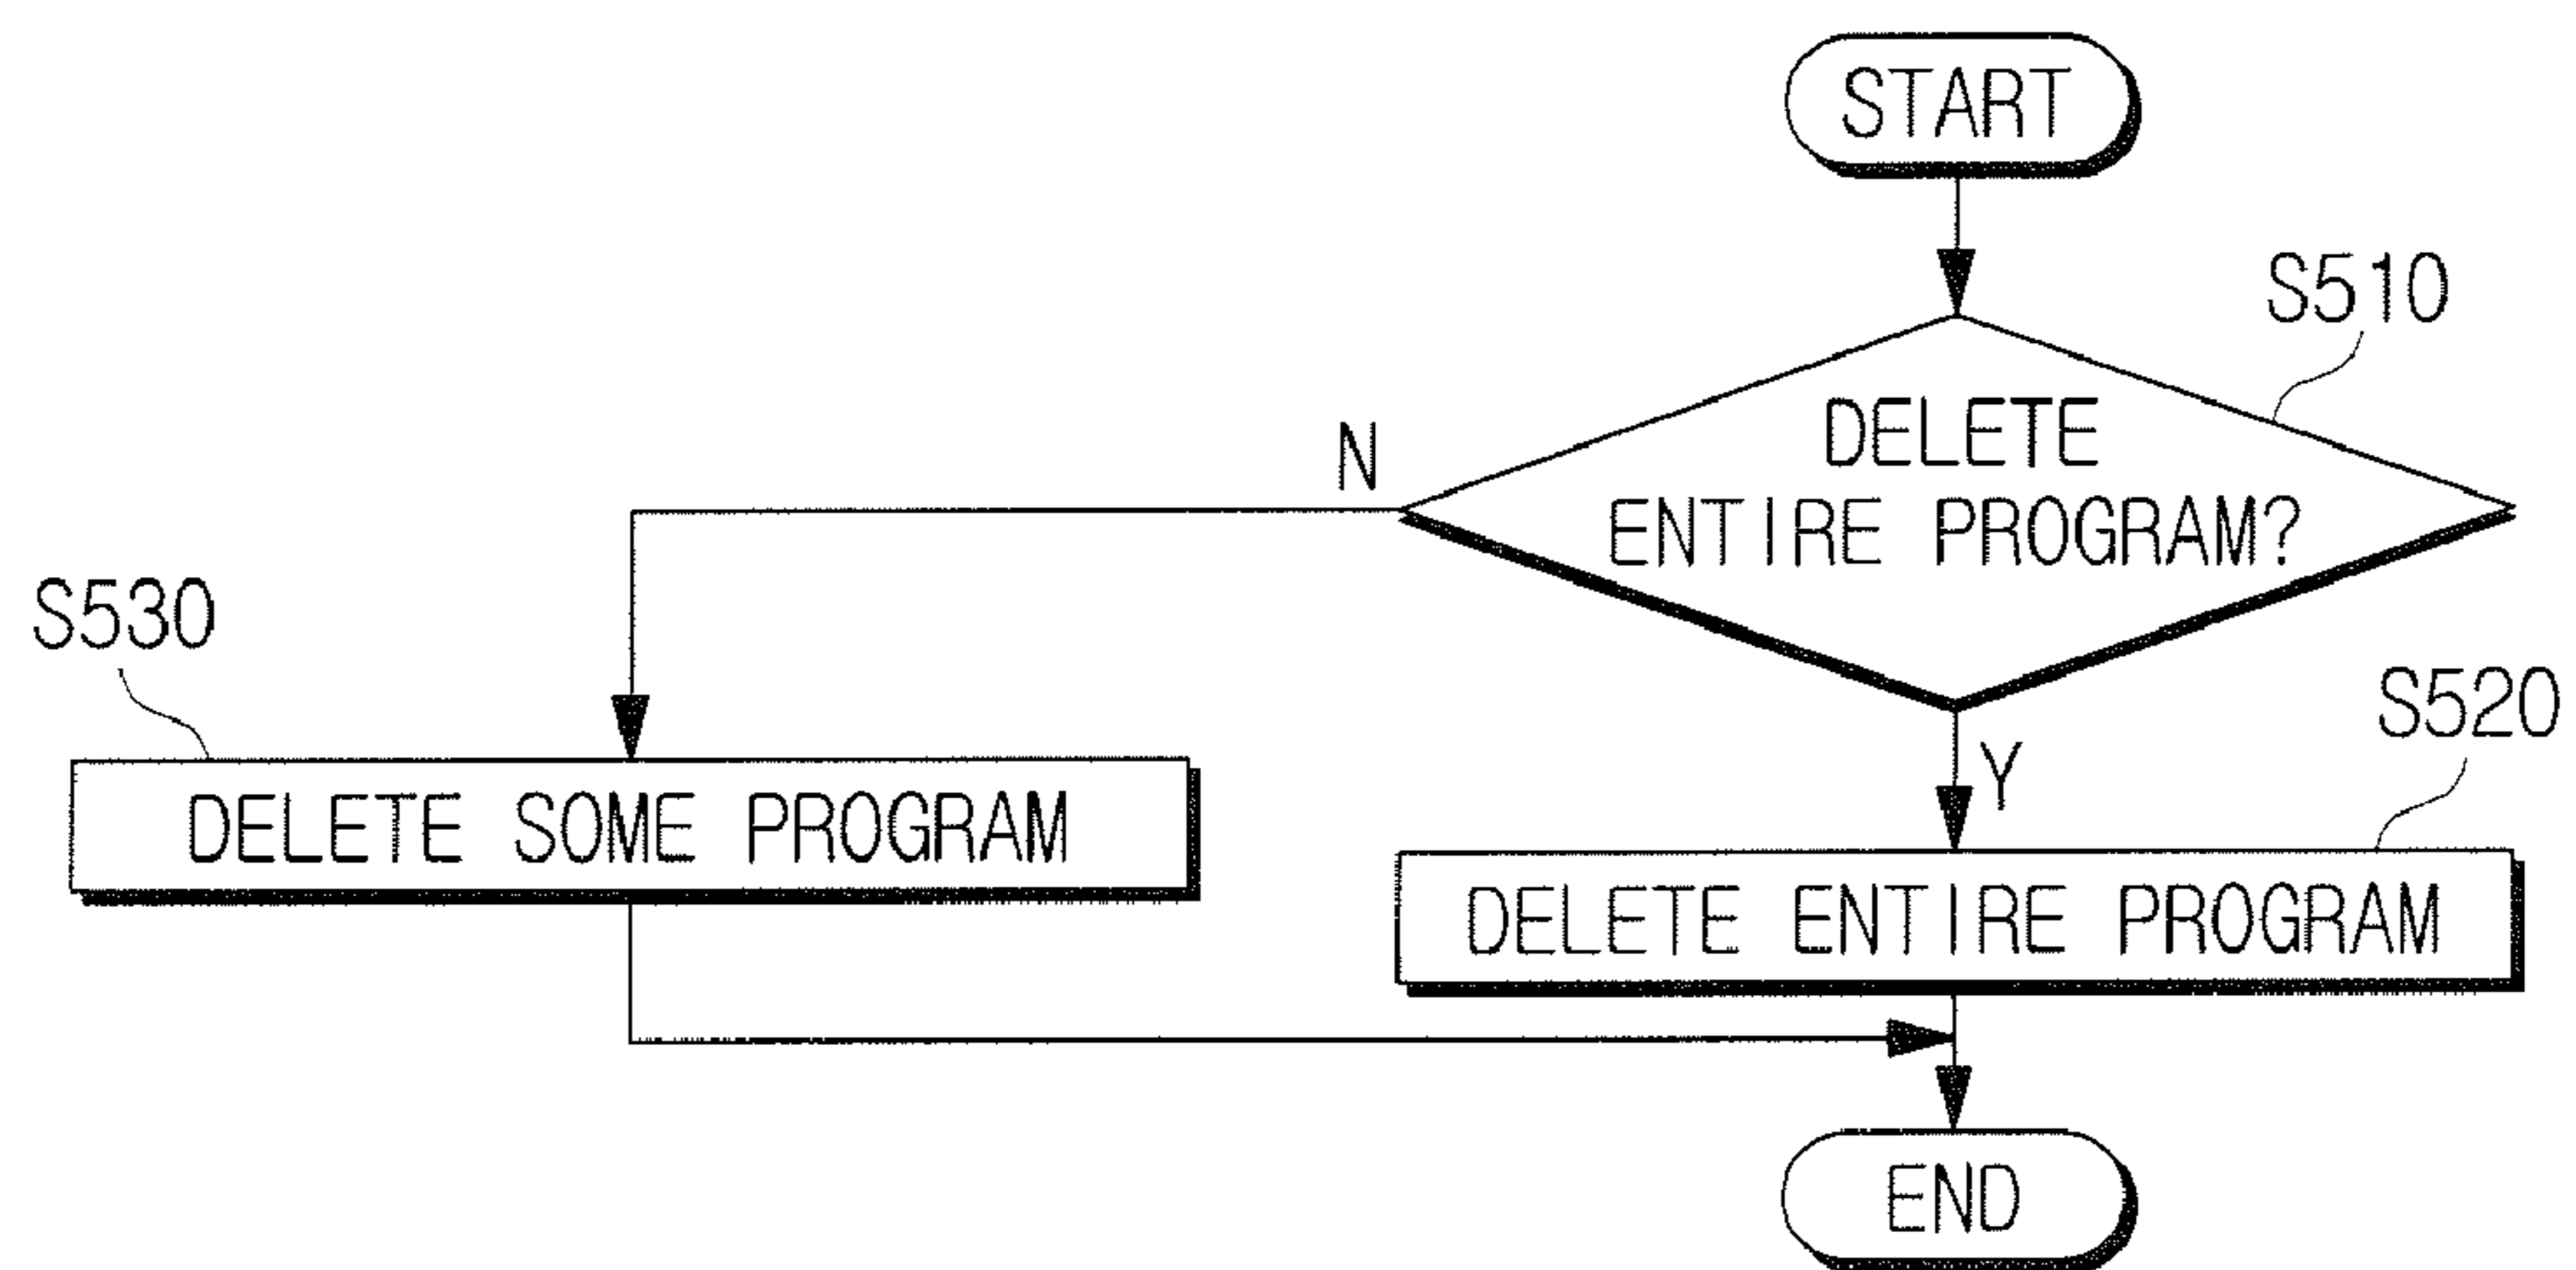 START
S510
DELETE
ENTIRE PROGRAM?
N
S530
Y
S520
DELETE SOME PROGRAM
DELETE ENTIRE PROGRAM
END